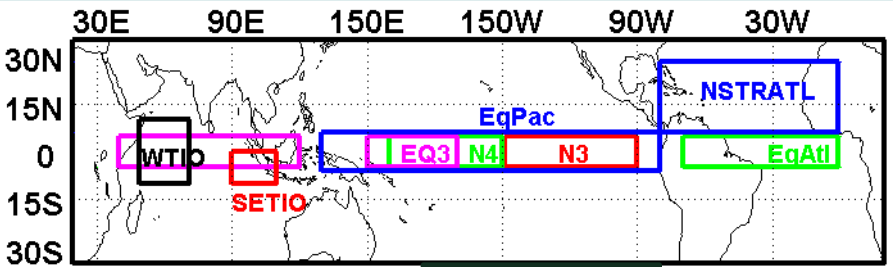 30E 90E 150E 150W 90W 30W
30N
NSTRATL
15N
EqPac
0
WTIO
EQ3 N4 N3 EqAtl
15S
SETIO
30S